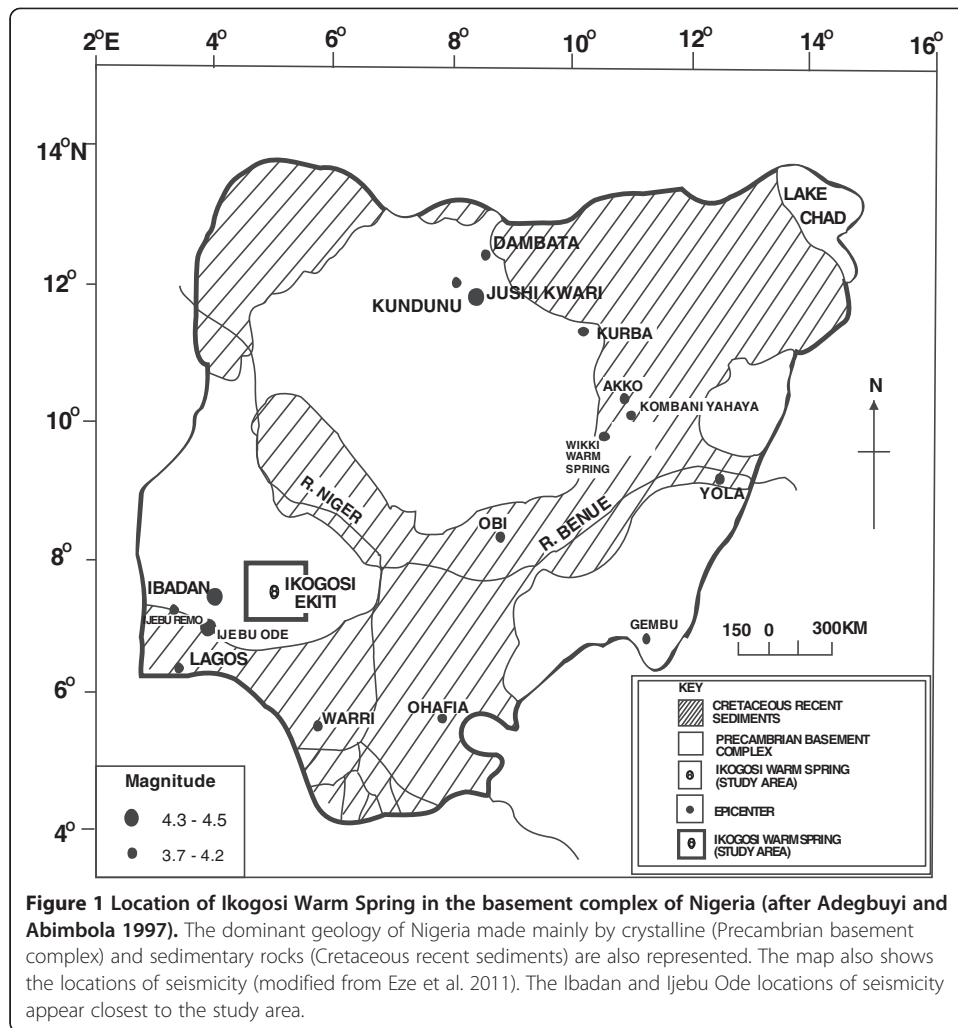 2°E 4° 8° 10° 12° 14° 16°
14°N
LAKE
CHAD
DAMBATA
12°
JUSHI KWARI
KUNDUNU
KURBA
N
AKKO
KOMBANI YAHAYA
10°
WIKKI
WARM
SPRING
YOLA
R. NIGER
R. BENUE
OBI
8°
IBADAN
IKOGOSI
EKITI
IJEBU REMO
IJEBU ODE
GEMBU
150 0 300KM
LAGOS
6°
WARRI
OHAFIA
KEY
CRETACEOUS RECENT
SEDIMENTS
PRECAMBRIAN BASEMENT
COMPLEX
IKOGOSI WARM SPRING
(STUDY AREA)
EPICENTER
IKOGOSI WARM SPRING
(STUDY AREA)
Magnitude
4.3 - 4.5
3.7 - 4.2
4°
Figure 1 Location of Ikogosi Warm Spring in the basement complex of Nigeria (after Adegbuyi and
Abimbola 1997). The dominant geology of Nigeria made mainly by crystalline (Precambrian basement
complex) and sedimentary rocks (Cretaceous recent sediments) are also represented. The map also shows
the locations of seismicity (modified from Eze et al. 2011). The Ibadan and Ijebu Ode locations of seismicity
appear closest to the study area.